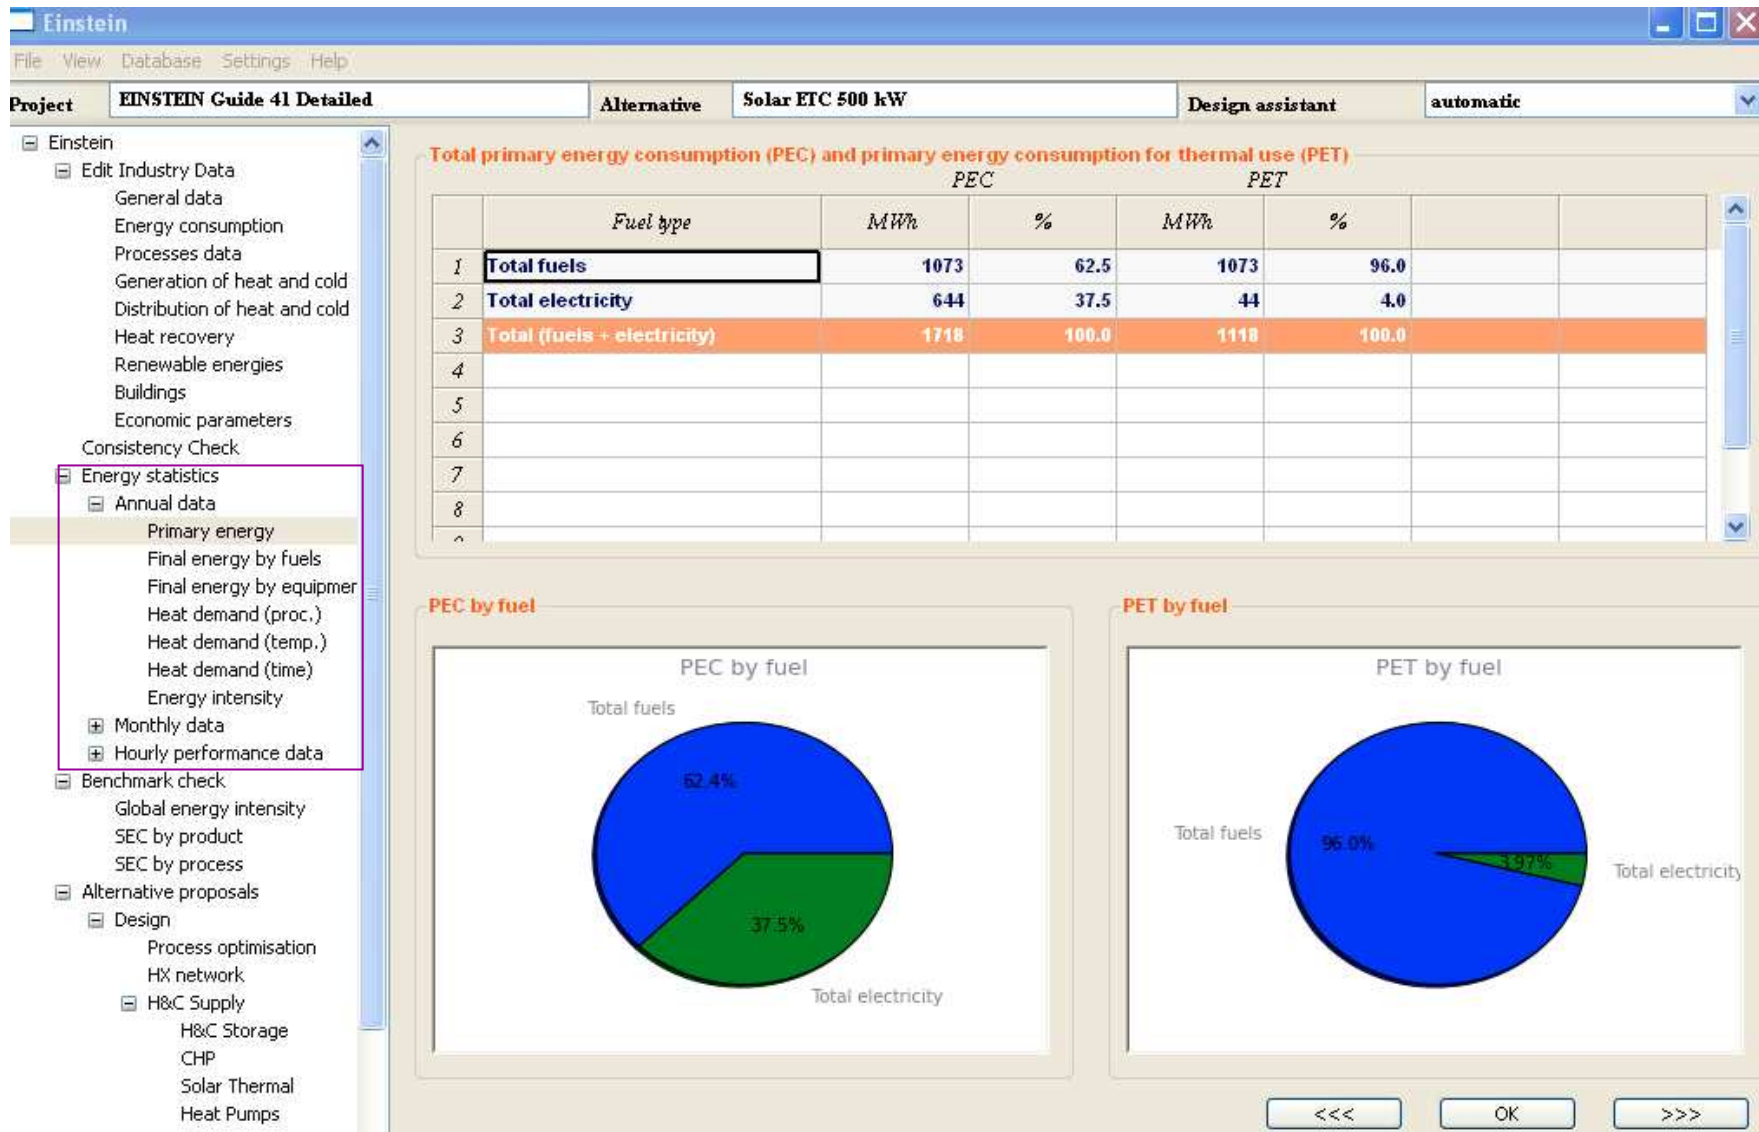 Einstein
File View Database Settings Help
Project EINSTEIN Guide 41 Detailed Alternative Solar ETC 500 kW Design assistant automatic
Einstein
Edit Industry Data
General data
Energy consumption
Processes data
Generation of heat and cold
Distribution of heat and cold
Heat recovery
Renewable energies
Buildings
Economic parameters
Consistency Check
Energy statistics
Annual data
Primary energy
Final energy by fuels
Final energy by equipmer
Heat demand (proc.)
Heat demand (temp.)
Heat demand (time)
Energy intensity
Monthly data
Hourly performance data
Benchmark check
Global energy intensity
SEC by product
SEC by process
Alternative proposals
Design
Process optimisation
HX network
H&C Supply
H&C Storage
CHP
Solar Thermal
Heat Pumps
Total primary energy consumption (PEC) and primary energy consumption for thermal use (PET)
PEC PET
Fuel type MWh % MWh %
1 Total fuels 1073 62.5 1073 96.0
2 Total electricity 644 37.5 44 4.0
3 Total (fuels + electricity) 1718 100.0 1118 100.0
4
5
6
7
8
PEC by fuel
PEC by fuel
Total fuels
62.4%
37.5%
Total electricity
PET by fuel
PET by fuel
Total fuels
96.0%
3.97%
Total electricity
<<< OK >>>